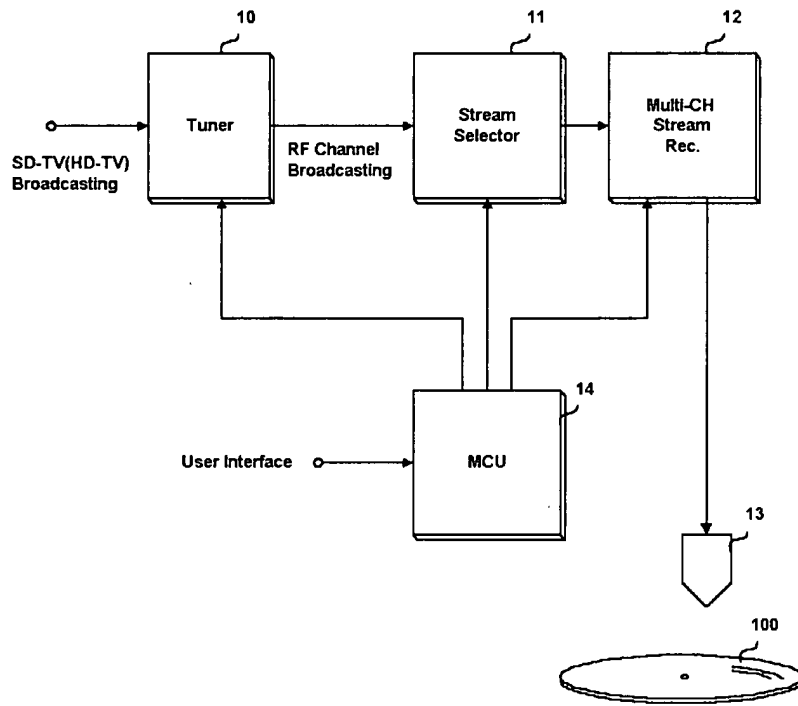 10
11
12
Tuner
Stream
Selector
Multi-CH
Stream
Rec.
SD-TV(HD-TV)
Broadcasting
RF Channel
Broadcasting
14
User Interface
MCU
13
100